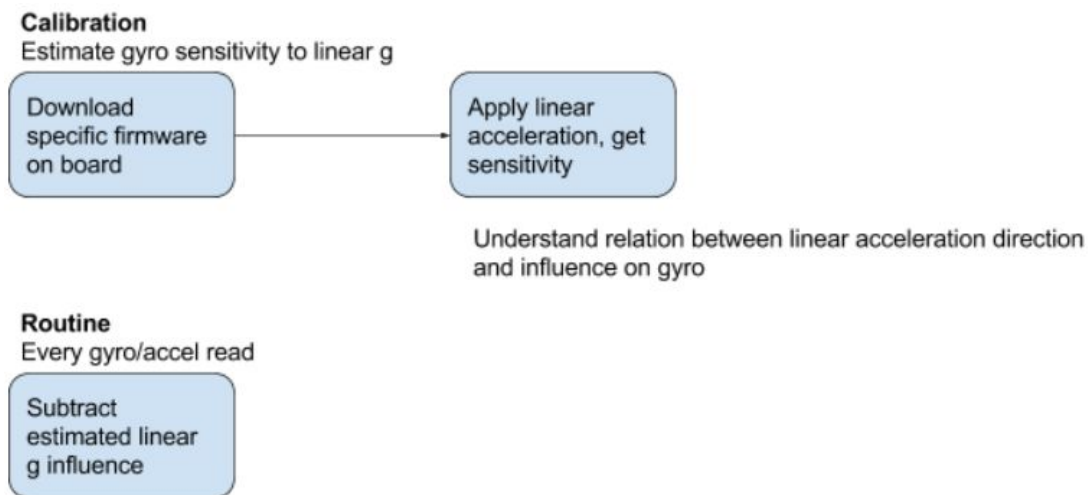 Calibration
Estimate gyro sensitivity to linear g
Download
specific firmware
on board
Apply linear
acceleration, get
sensitivity
Understand relation between linear acceleration direction
and influence on gyro
Routine
Every gyro/accel read
Subtract
estimated linear
g influence